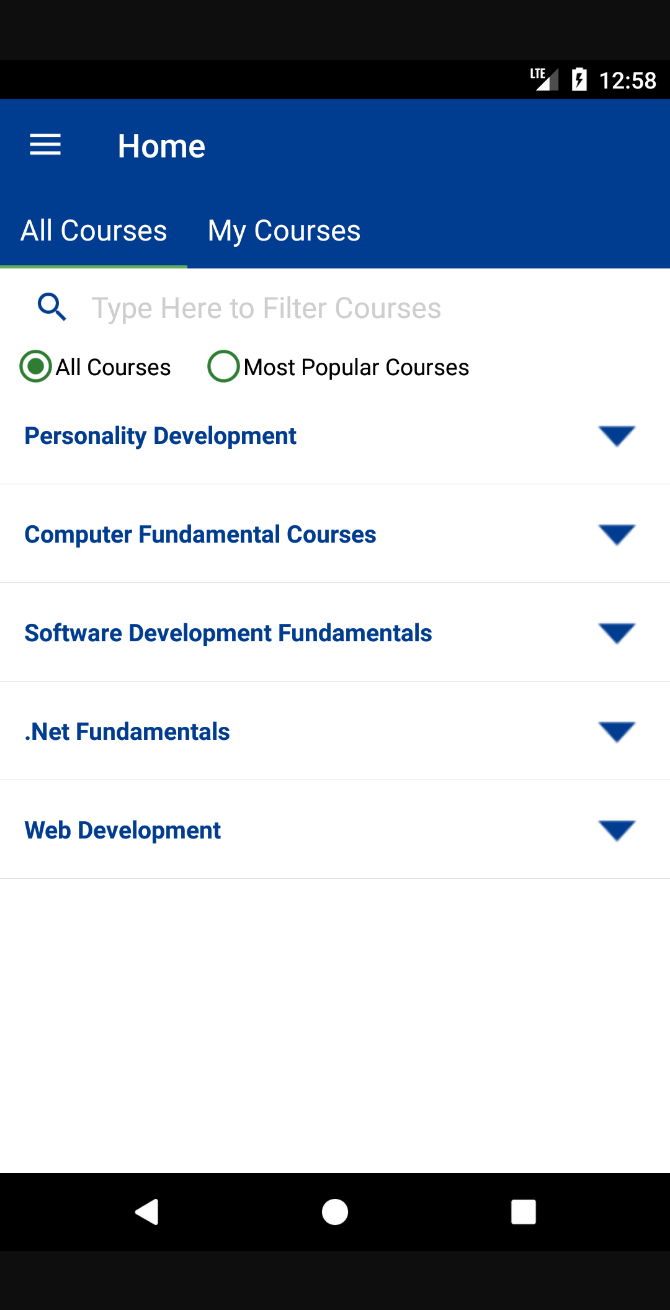 LTE 12:58
Home
All Courses My Courses
Type Here to Filter Courses
All Courses Most Popular Courses
Personality Development
Computer Fundamental Courses
Software Development Fundamentals
.Net Fundamentals
Web Development